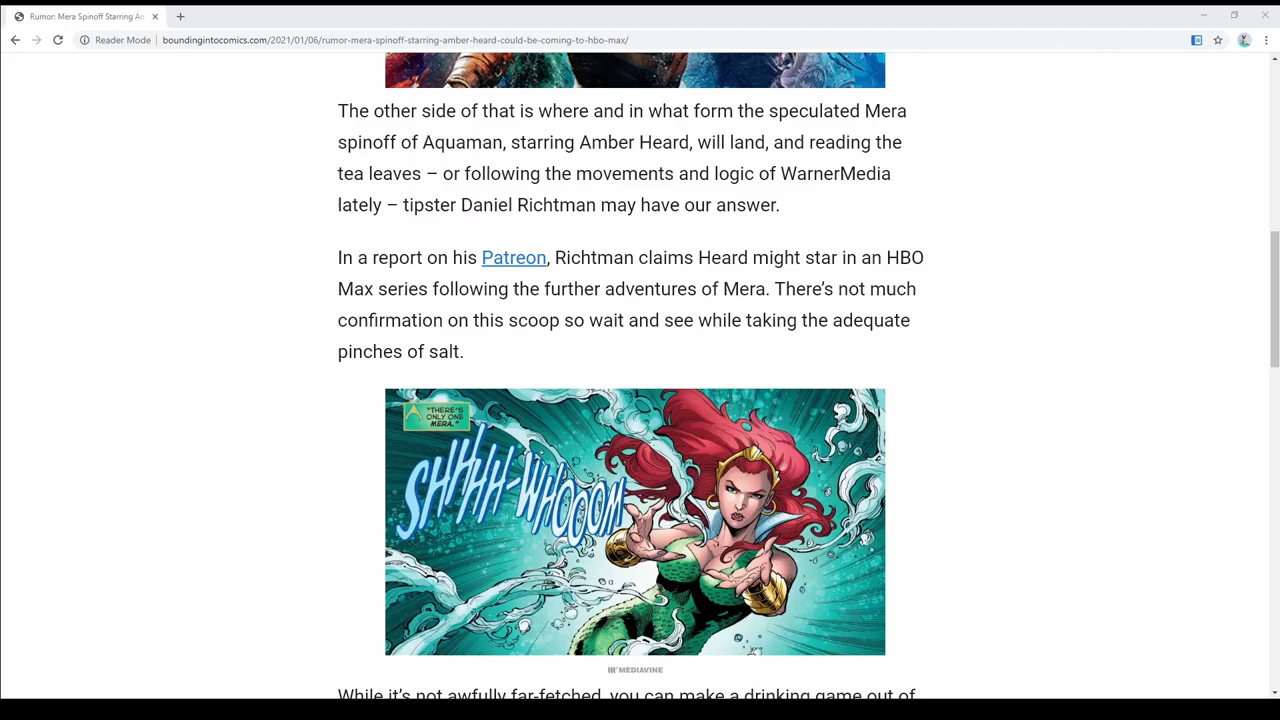 Rumor: Mera Spinoff Starring An
Reader Mode
boundingintocomics.com/2021/01/06/rumor-mera-spinoff-starring-amber-heard-could-be-coming-to-hbo-max/
The other side of that is where and in what form the speculated Mera
spinoff of Aquaman, starring Amber Heard, will land, and reading the
tea leaves – or following the movements and logic of WarnerMedia
lately – tipster Daniel Richtman may have our answer.
In a report on his Patreon, Richtman claims Heard might star in an HBO
Max series following the further adventures of Mera. There’s not much
confirmation on this scoop so wait and see while taking the adequate
pinches of salt.
"THERE'S
ONLY ONE
MERA."
SHHHH-WHOOOM
MEDIAVINE
While it’s not awfully far-fetched, you can make a drinking game out of